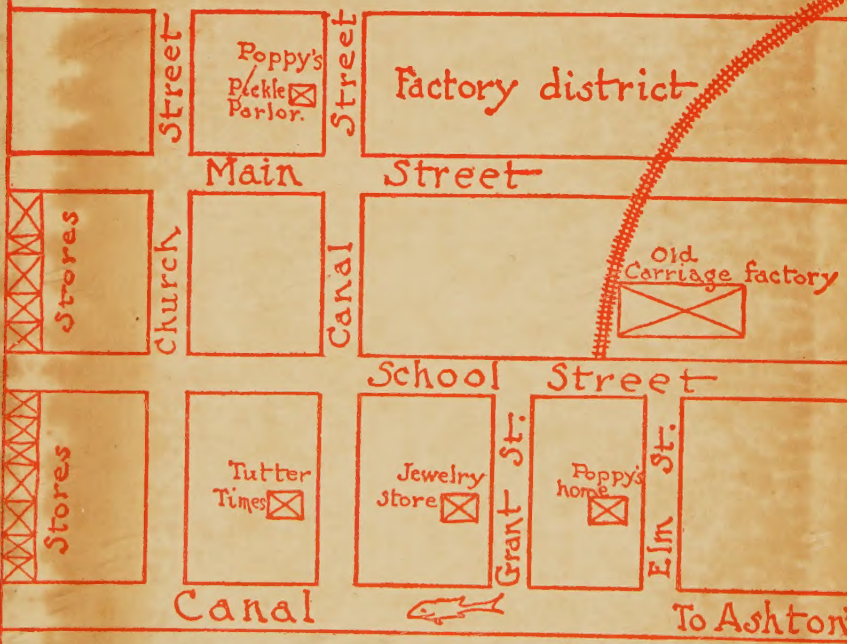 Street
Poppy's
Pickle
Parlor.
Street
Factory district
Main Street
Stores
Church
Canal
Old
Carriage factory
School Street
Stores
Tutter
Times
Jewelry
store
Grant St.
Poppy's
home
Elm St.
Canal
To Ashton